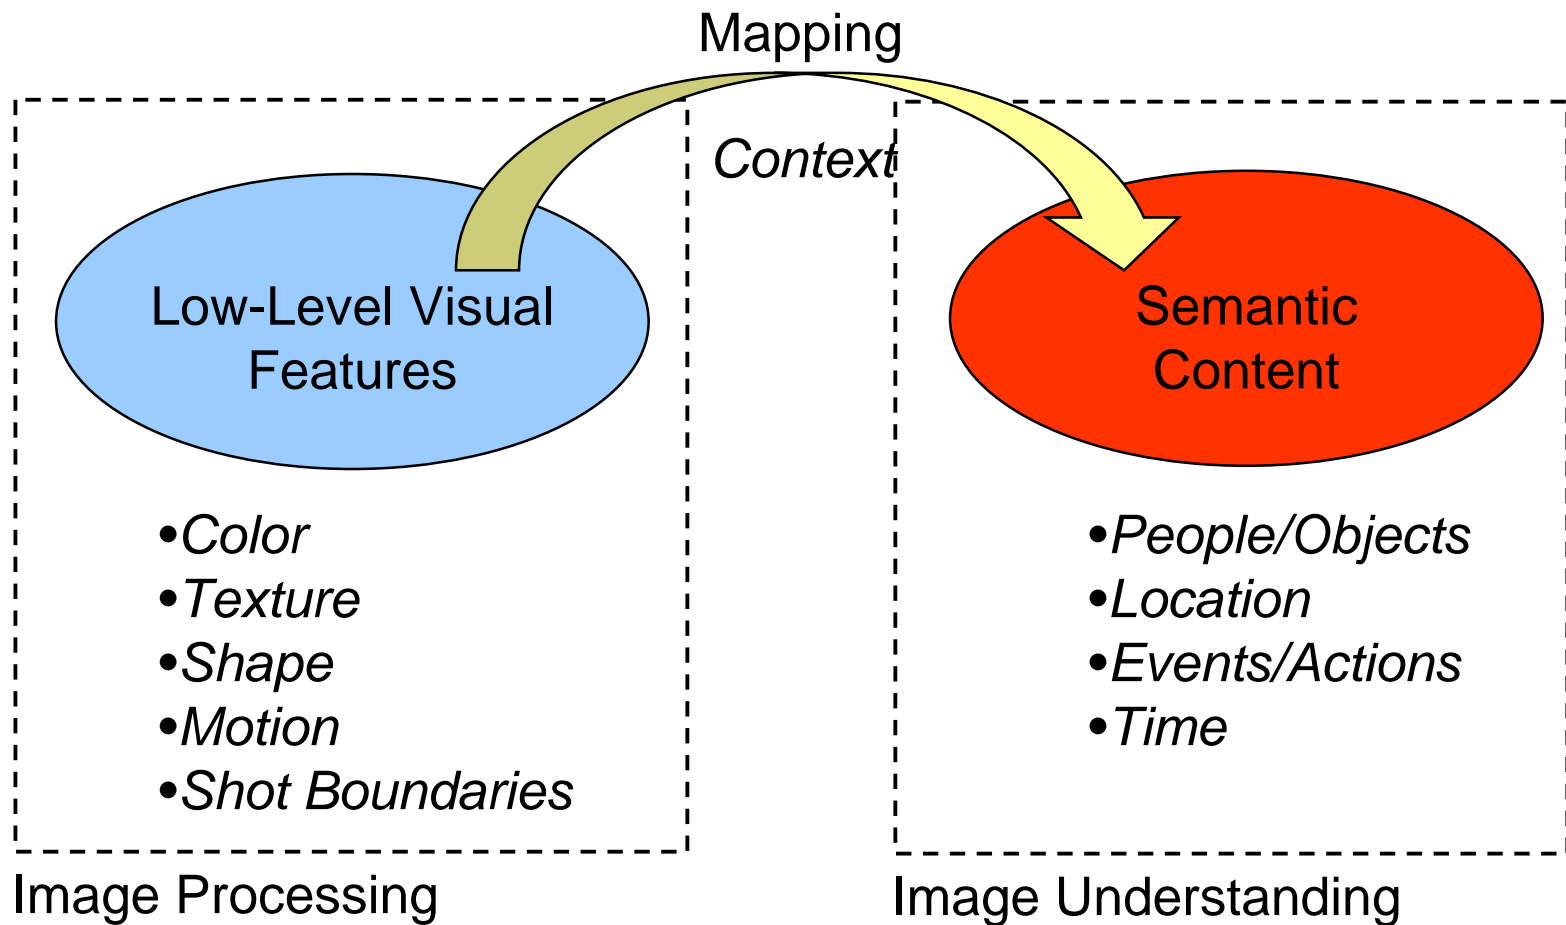 Mapping
Context
Low-Level Visual
Features
•Color
•Texture
•Shape
•Motion
•Shot Boundaries
Image Processing
Semantic
Content
•People/Objects
•Location
•Events/Actions
•Time
Image Understanding